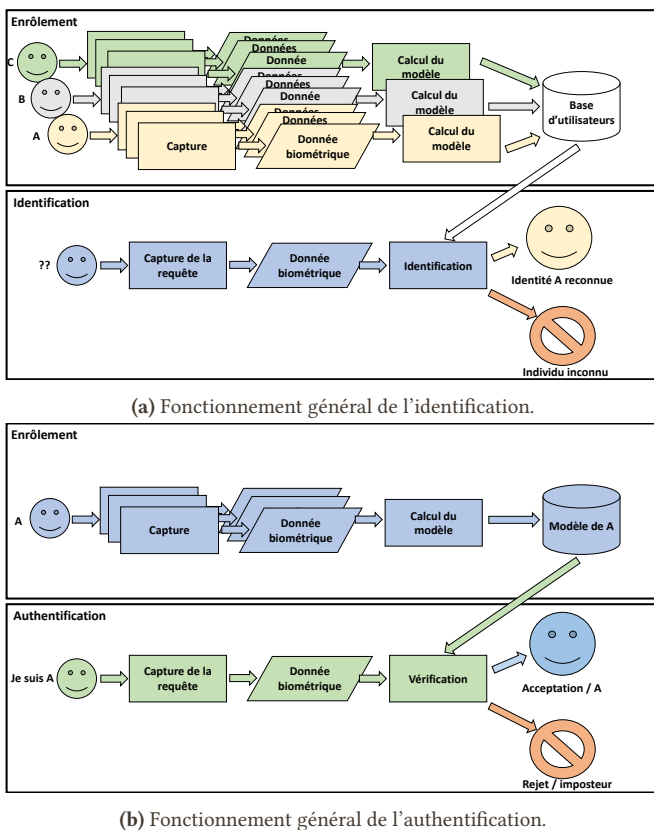 Enrôlement
C
B
A
Données
Données
Donnée
Données
Données
Donnée
Données
Donnée
biométrique
Capture
Calcul du
modèle
Calcul du
modèle
Calcul du
modèle
Base
d'utilisateurs
Identification
??
Capture de la
requête
Donnée
biométrique
Identification
Identité A reconnue
Individu inconnu
(a) Fonctionnement général de l'identification.
Enrôlement
A
Capture
Donnée
biométrique
Calcul du
modèle
Modèle de A
Authentification
Je suis A
Capture de la
requête
Donnée
biométrique
Vérification
Acceptation / A
Rejet / imposteur
(b) Fonctionnement général de l'authentification.